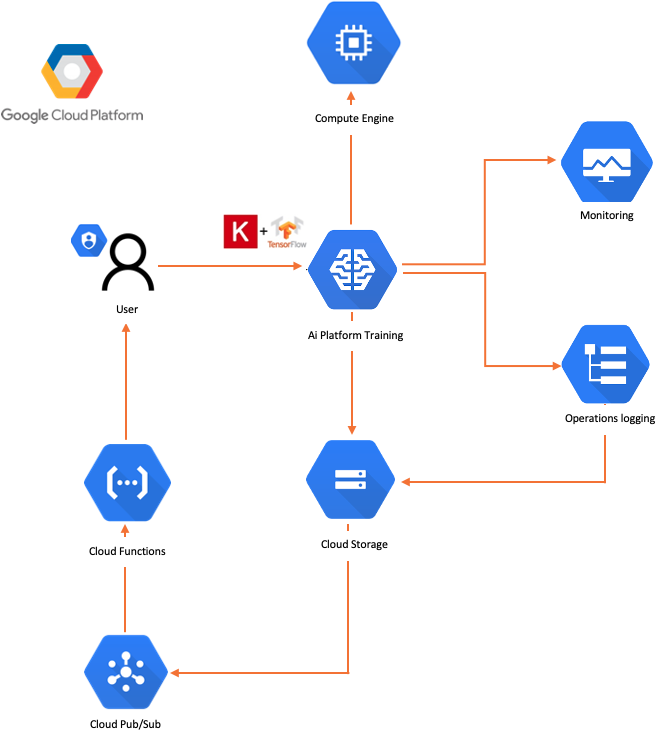 Compute Engine
Google Cloud Platform
Monitoring
K + TensorFlow
User
Ai Platform Training
Operations logging
Cloud Storage
Cloud Functions
Cloud Pub/Sub